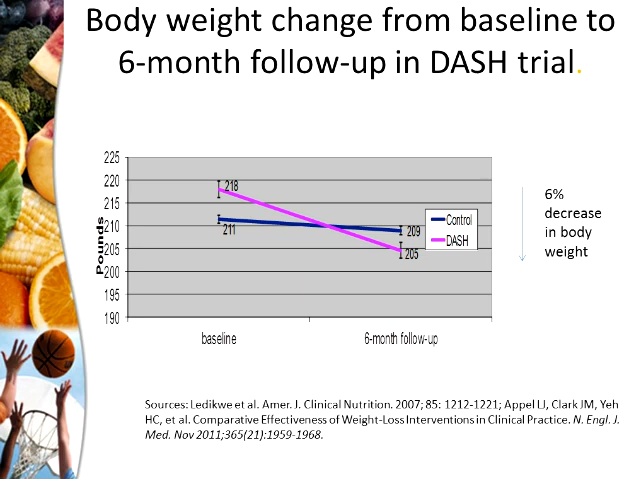 Body weight change from baseline to
6-month follow-up in DASH trial.
225
220
215
210
205
200
195
190
Pounds
218
211
209
205
Control
DASH
baseline
6-month follow-up
6%
decrease
in body
weight
Sources: Ledikwe et al. Amer. J. Clinical Nutrition. 2007; 85: 1212-1221; Appel LJ, Clark JM, Yeh
HC, et al. Comparative Effectiveness of Weight-Loss Interventions in Clinical Practice. N. Engl. J.
Med. Nov 2011;365(21):1959-1968.